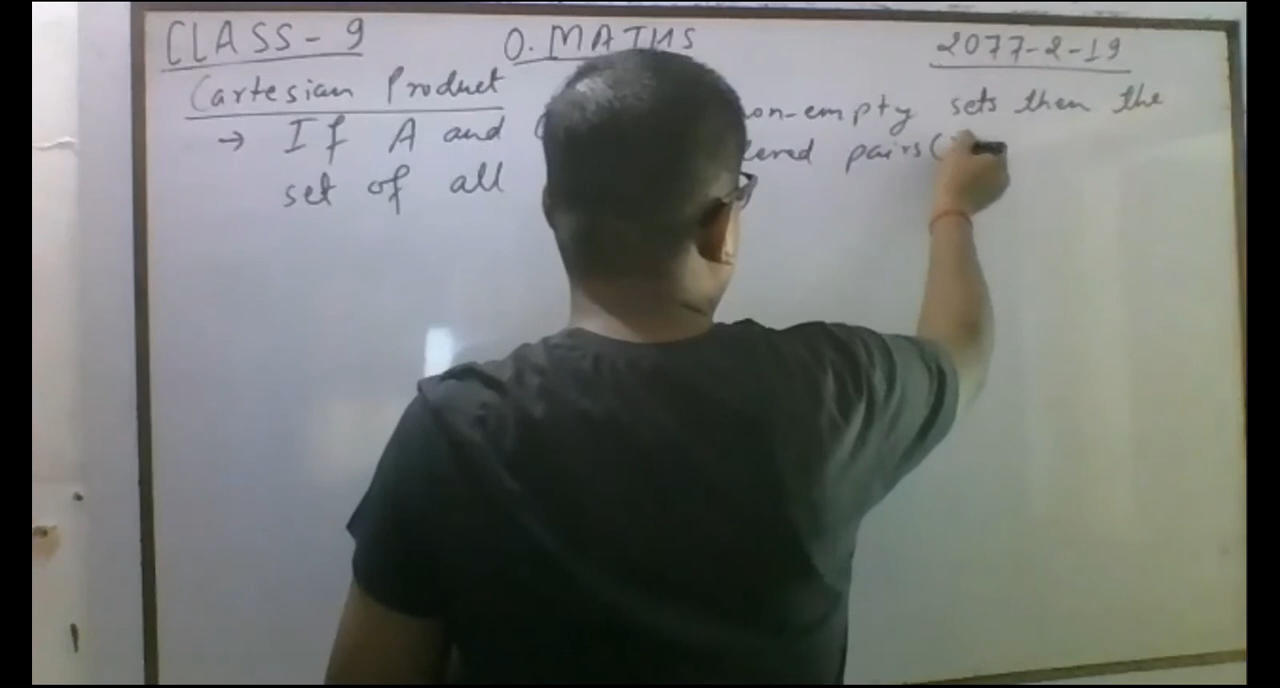 CLASS-9 O.MATHS 2077-2-19
Cartesian Product
→ If A and on-empty sets then the
set of all ered pairs(